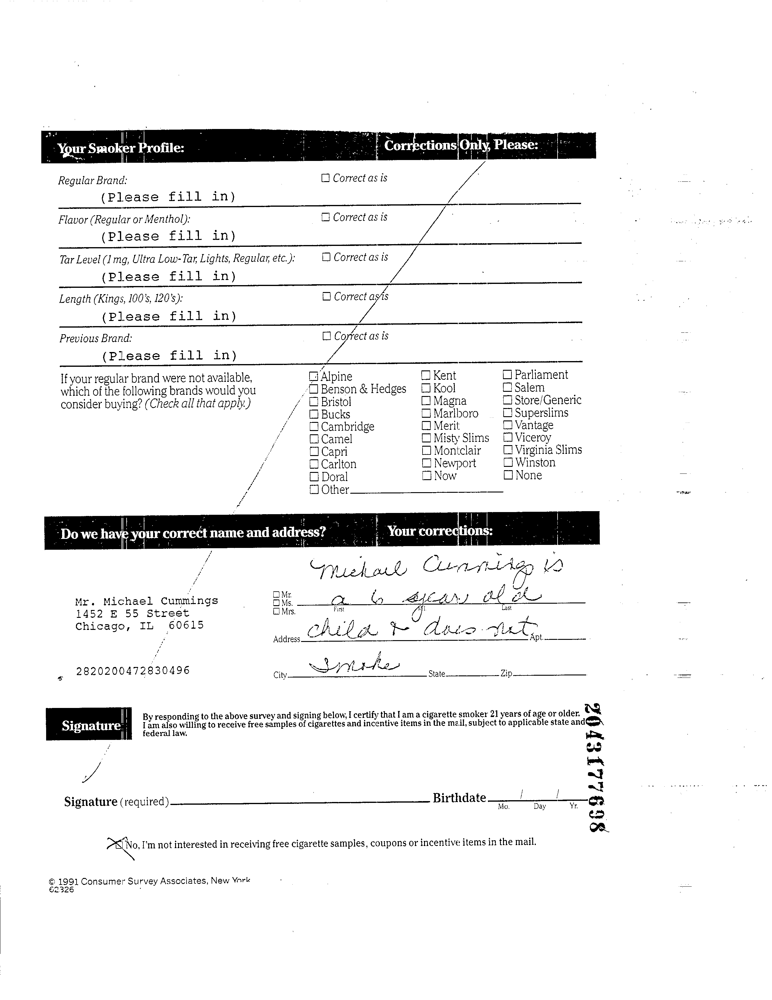 Your Smoker Profile: Corrections Only, Please:
Regular Brand: ☐ Correct as is
(Please fill in)
Flavor (Regular or Menthol): ☐ Correct as is
(Please fill in)
Tar Level (1 mg, Ultra Low-Tar, Lights, Regular, etc.): ☐ Correct as is
(Please fill in)
Length (Kings, 100's, 120's): ☐ Correct as is
(Please fill in)
Previous Brand: ☐ Correct as is
(Please fill in)
If your regular brand were not available,
which of the following brands would you
consider buying? (Check all that apply.)
☐ Alpine ☐ Kent ☐ Parliament
☐ Benson & Hedges ☐ Kool ☐ Salem
☐ Bristol ☐ Magna ☐ Store/Generic
☐ Bucks ☐ Marlboro ☐ Superslims
☐ Cambridge ☐ Merit ☐ Vantage
☐ Camel ☐ Misty Slims ☐ Viceroy
☐ Capri ☐ Montclair ☐ Virginia Slims
☐ Carlton ☐ Newport ☐ Winston
☐ Doral ☐ Now ☐ None
☐ Other
Do we have your correct name and address? Your corrections:
Michael Cunnings is
☐ Mr.
☐ Ms. a 6 years old
☐ Mrs. First Last
Mr. Michael Cummings
1452 E 55 Street
Chicago, IL 60615
Address child & does not Apt.
2820200472830496
City smoke State Zip
Signature
By responding to the above survey and signing below, I certify that I am a cigarette smoker 21 years of age or older.
I am also willing to receive free samples of cigarettes and incentive items in the mail, subject to applicable state and
federal law.
2043177698
Signature (required) Birthdate / /
Mo. Day Yr.
☒ No, I'm not interested in receiving free cigarette samples, coupons or incentive items in the mail.
© 1991 Consumer Survey Associates, New York
62326